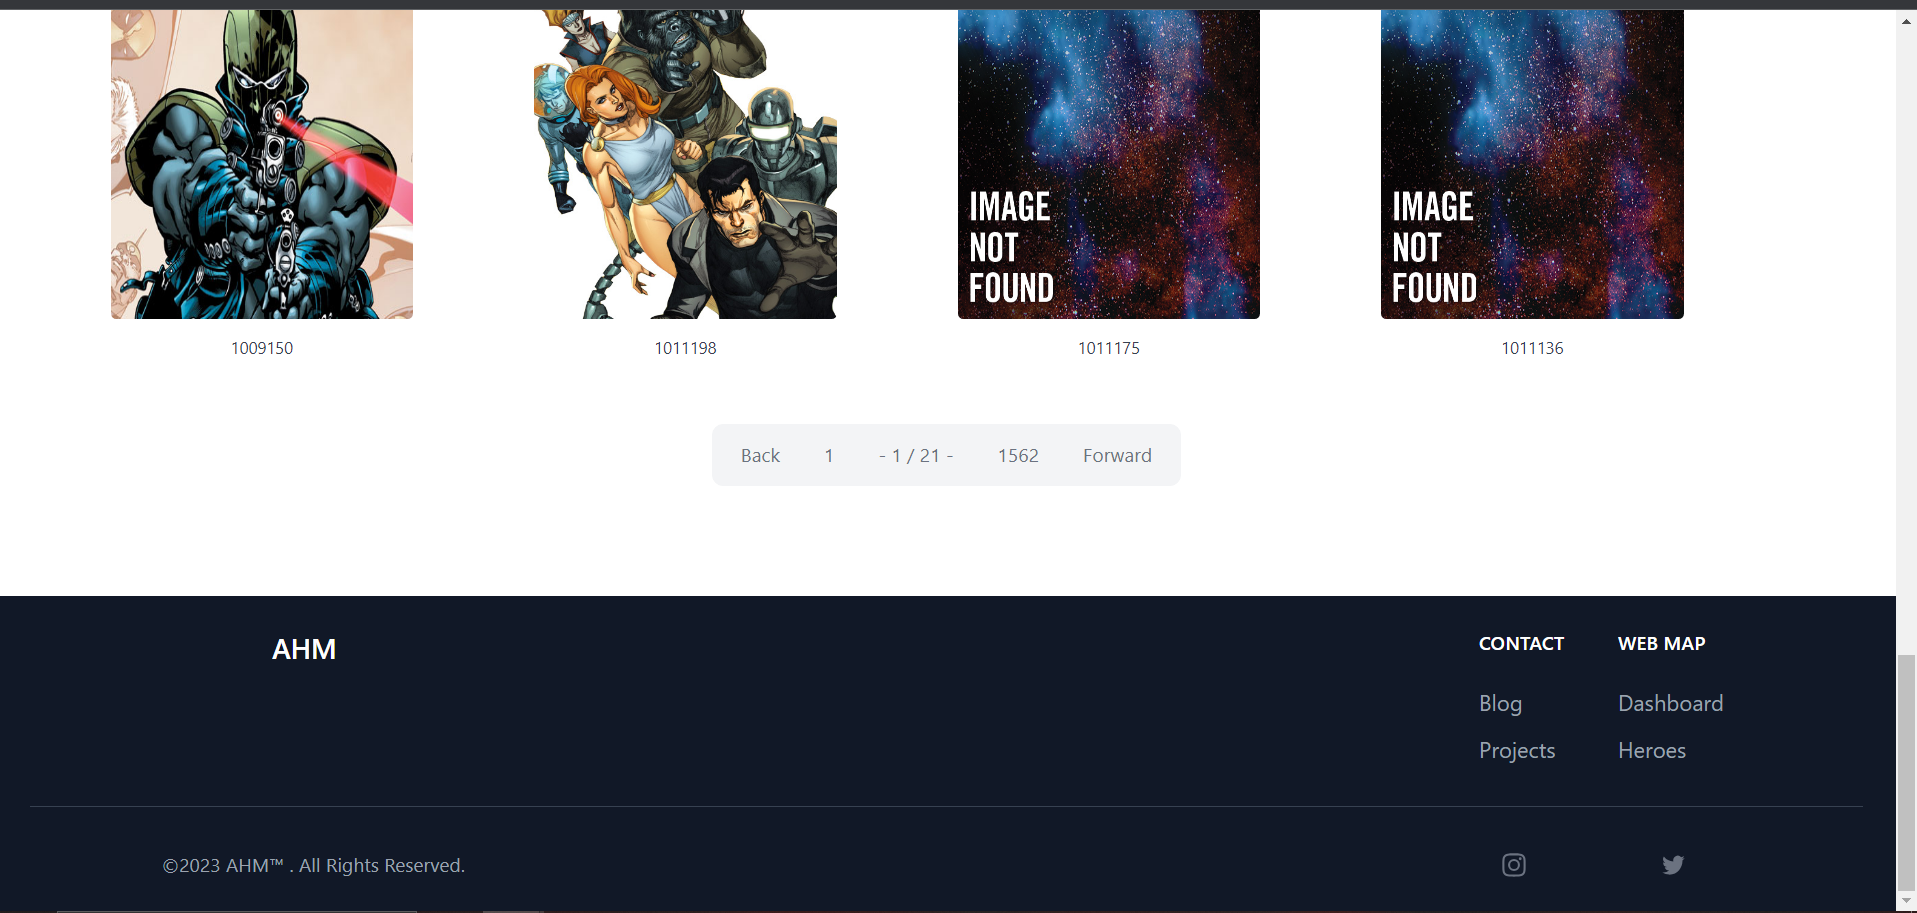 IMAGE
NOT
FOUND
IMAGE
NOT
FOUND
1009150
1011198
1011175
1011136
Back 1 - 1 / 21 - 1562 Forward
AHM
CONTACT
Blog
Projects
WEB MAP
Dashboard
Heroes
©2023 AHM™ . All Rights Reserved.